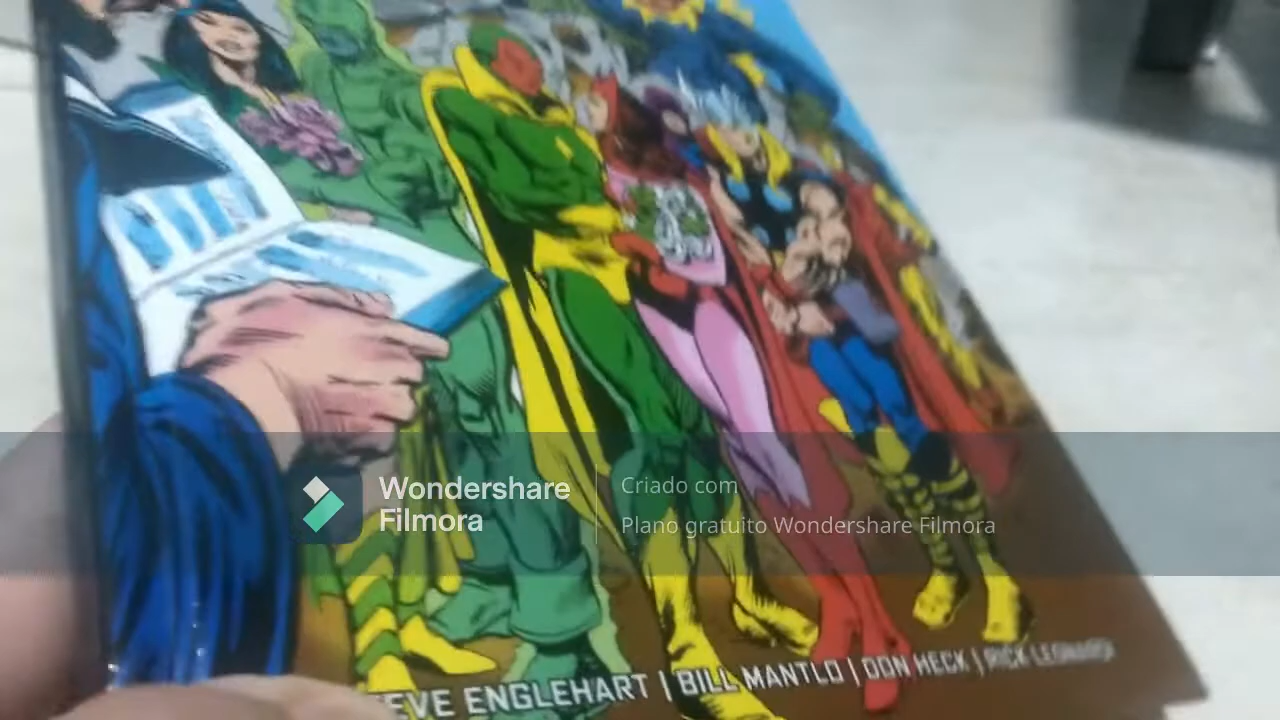 Wondershare
Filmora
Criado com
Plano gratuito Wondershare Filmora
EVE ENGLEHART | BILL MANTLO | DON HECK | RICK LEONARDI